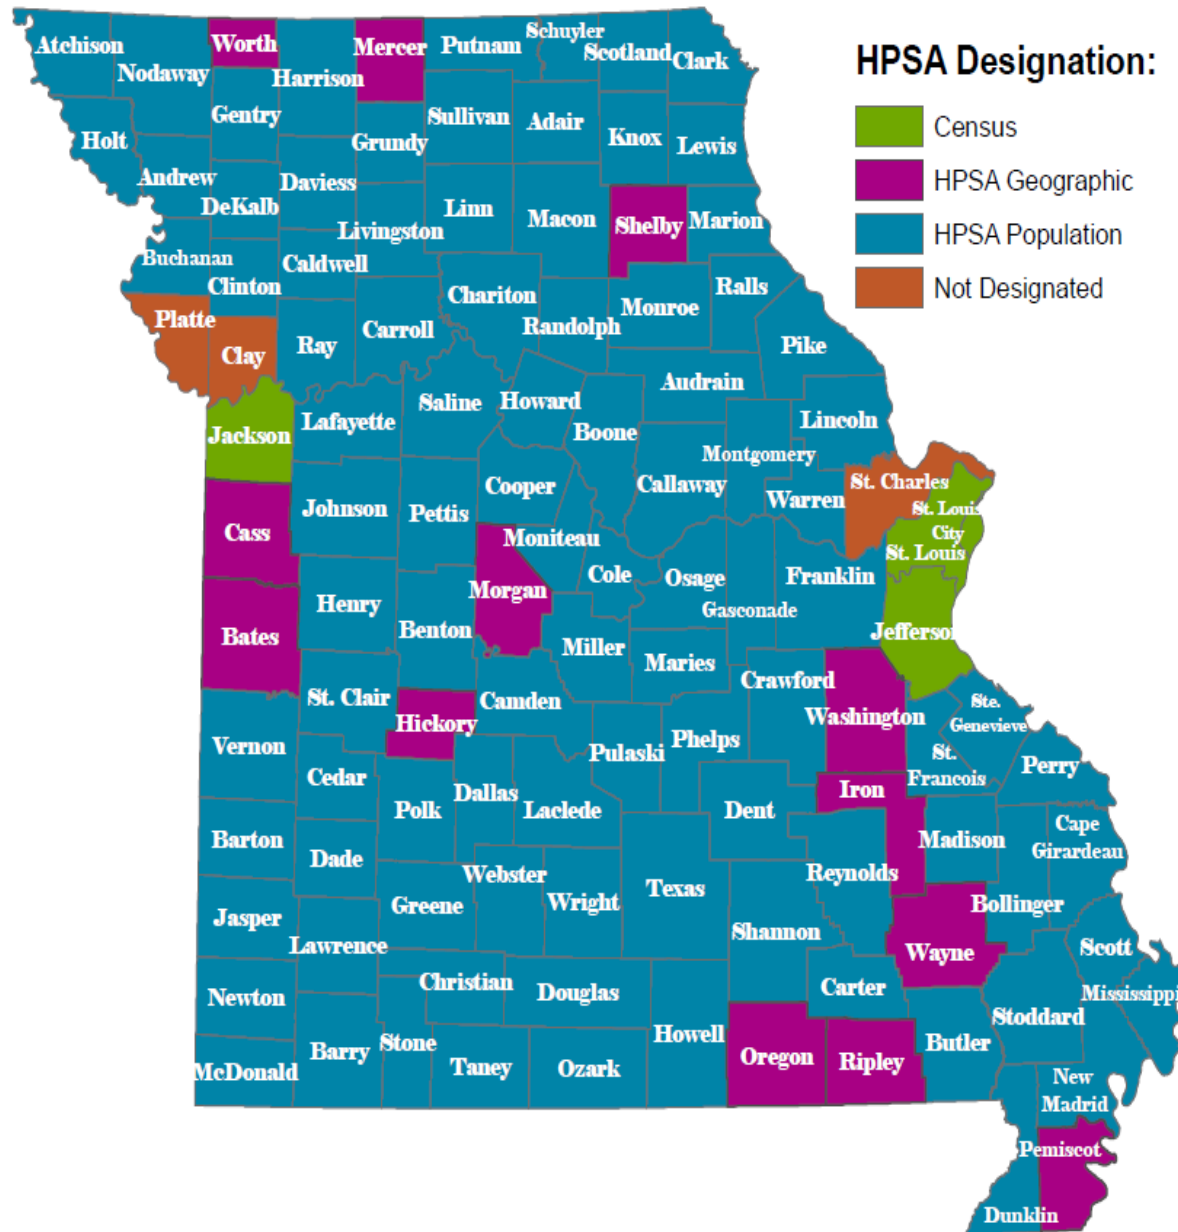 HPSA Designation:
Census
HPSA Geographic
HPSA Population
Not Designated
Atchison
Nodaway
Worth
Harrison
Mercer
Putnam
Schuyler
Scotland
Clark
Gentry
Sullivan
Adair
Knox
Lewis
Holt
Grundy
Andrew
DeKalb
Daviess
Livingston
Linn
Macon
Shelby
Marion
Buchanan
Clinton
Caldwell
Chariton
Randolph
Monroe
Ralls
Platte
Clay
Ray
Carroll
Pike
Audrain
Saline
Howard
Boone
Lincoln
Jackson
Lafayette
Montgomery
Callaway
Cooper
Warren
St. Charles
St. Louis
City
St. Louis
Cass
Johnson
Pettis
Moniteau
Cole
Osage
Gasconade
Franklin
Morgan
Henry
Benton
Bates
Miller
Maries
Jefferson
Crawford
St. Clair
Hickory
Camden
Washington
Ste.
Genevieve
Vernon
Pulaski
Phelps
St.
Francois
Perry
Cedar
Polk
Dallas
Laclede
Dent
Iron
Barton
Dade
Madison
Cape
Girardeau
Webster
Wright
Texas
Reynolds
Jasper
Greene
Bollinger
Lawrence
Shannon
Wayne
Scott
Newton
Christian
Douglas
Carter
Mississippi
Stoddard
McDonald
Barry
Stone
Taney
Ozark
Howell
Oregon
Ripley
Butler
New
Madrid
Pemiscot
Dunklin